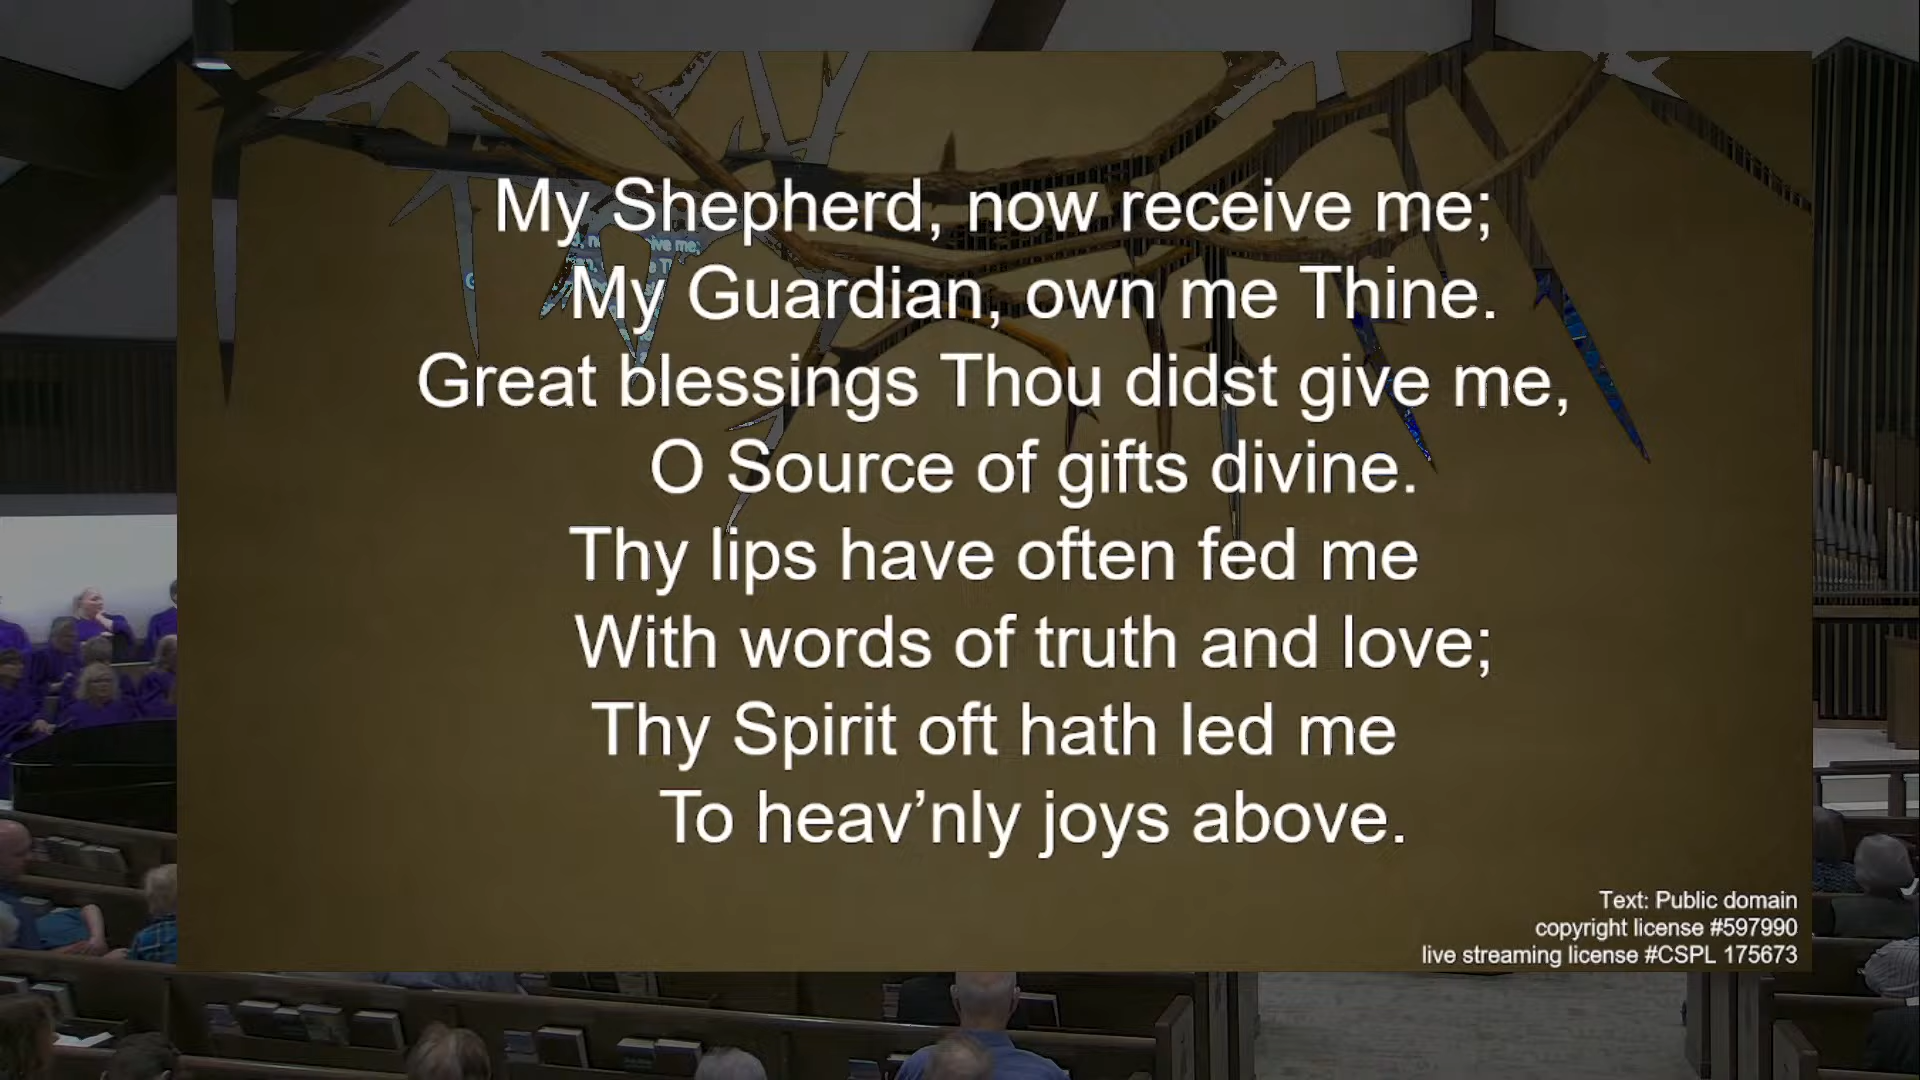 My Shepherd, now receive me;
My Guardian, own me Thine.
Great blessings Thou didst give me,
O Source of gifts divine.
Thy lips have often fed me
With words of truth and love;
Thy Spirit oft hath led me
To heav’nly joys above.
Text: Public domain
copyright license #597990
live streaming license #CSPL 175673